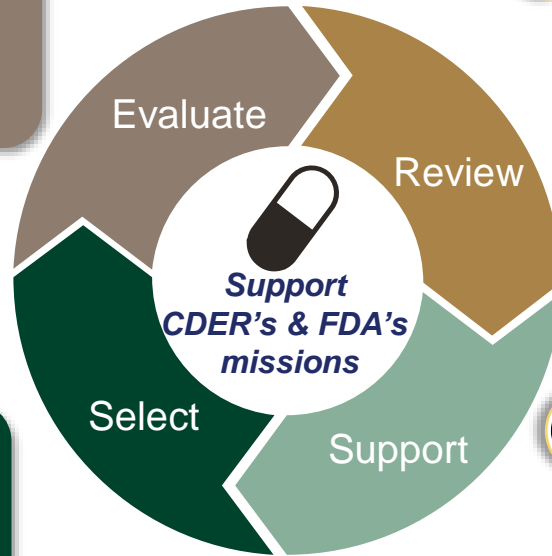 Evaluate
Review
Support
CDER's & FDA's
missions
Select
Support